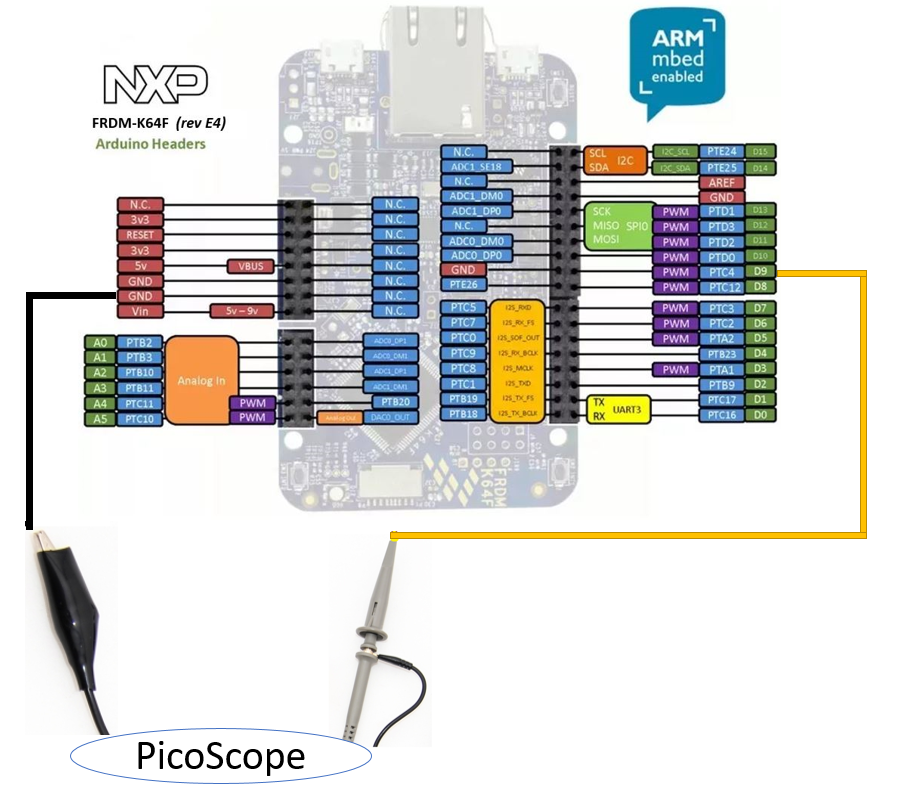 NXP
FRDM-K64F (rev E4)
Arduino Headers
ARM
mbed
enabled
N.C.
3v3
RESET
3v3
5v VBUS
GND
GND
Vin 5v – 9v
N.C.
N.C.
N.C.
N.C.
N.C.
N.C.
N.C.
N.C.
A0 PTB2
A1 PTB3
A2 PTB10
A3 PTB11
A4 PTC11 PWM
A5 PTC10 PWM
Analog In
ADC0_DP1
ADC0_DM1
ADC1_DP1
ADC1_DM1
PTB20
Analog Out DAC0_OUT
N.C.
ADC1_SE18
N.C.
ADC1_DM0
ADC1_DP0
N.C.
ADC0_DM0
ADC0_DP0
GND
PTE26
PTC5 I2S_RXD
PTC7 I2S_RX_FS
PTC0 I2S_SOF_OUT
PTC9 I2S_RX_BCLK
PTC8 I2S_MCLK
PTC1 I2S_TXD
PTB19 I2S_TX_FS
PTB18 I2S_TX_BCLK
SCL
SDA
I2C
I2C_SCL PTE24 D15
I2C_SDA PTE25 D14
AREF
GND
SCK
MISO SPI0
MOSI
PWM PTD1 D13
PWM PTD3 D12
PWM PTD2 D11
PWM PTD0 D10
PWM PTC4 D9
PWM PTC12 D8
PWM PTC3 D7
PWM PTC2 D6
PWM PTA2 D5
PTB23 D4
PWM PTA1 D3
PTB9 D2
TX
RX
UART3
PTC17 D1
PTC16 D0
FRDM
K64F
K64F
PicoScope